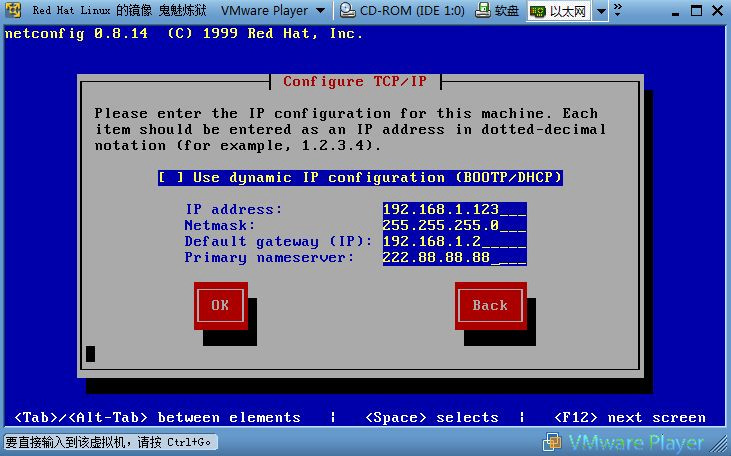 Red Hat Linux 的镜像 鬼魅炼狱 VMware Player CD-ROM (IDE 1:0) 软盘 以太网
netconfig 0.8.14 (C) 1999 Red Hat, Inc.
Configure TCP/IP
Please enter the IP configuration for this machine. Each
item should be entered as an IP address in dotted-decimal
notation (for example, 1.2.3.4).
[ ] Use dynamic IP configuration (BOOTP/DHCP)
IP address: 192.168.1.123___
Netmask: 255.255.255.0___
Default gateway (IP): 192.168.1.2_____
Primary nameserver: 222.88.88.88____
OK Back
<Tab>/<Alt-Tab> between elements | <Space> selects | <F12> next screen
要直接输入到该虚拟机，请按 Ctrl+G。 VMware Player